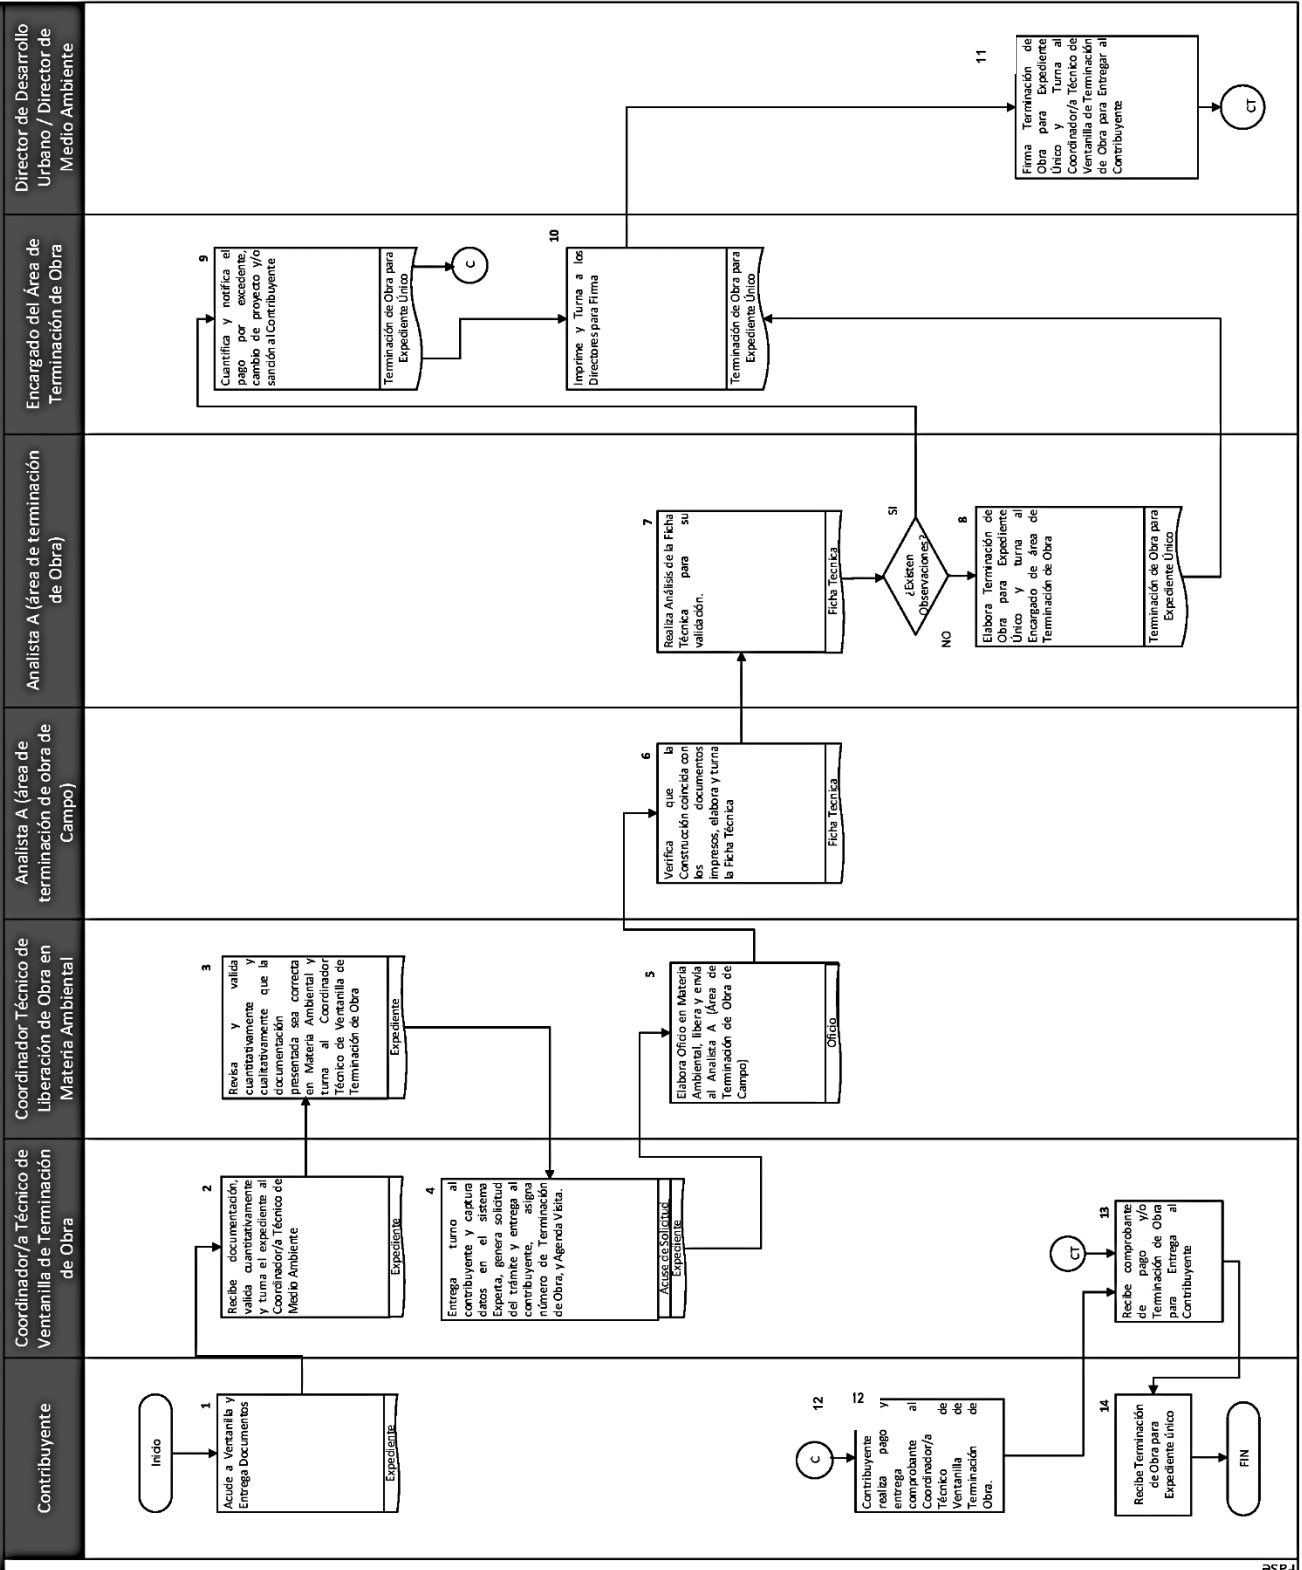 Contribuyente
Coordinador/a Técnico de
Ventanilla de Terminación
de Obra
Coordinador Técnico de
Liberación de Obra en
Materia Ambiental
Analista A (área de
terminación de obra de
Campo)
Analista A (área de terminación
de Obra)
Encargado del Área de
Terminación de Obra
Director de Desarrollo
Urbano / Director de
Medio Ambiente
Inicio
1
Acude a Ventanilla y
Entrega Documentos
Expediente
2
Recibe documentación,
valida cuantitativamente
y turna el expediente al
Coordinador/a Técnico de
Medio Ambiente
Expediente
3
Revisa y valida
cuantitativamente y
cualitativamente que la
documentación
presentada sea correcta
en Materia Ambiental y
turna al Coordinador
Técnico de Ventanilla de
Terminación de Obra
Expediente
4
Entrega turno al
contribuyente y captura
datos en el sistema
Experta, genera solicitud
del trámite y entrega al
contribuyente, asigna
número de Terminación
de Obra, y Agenda Visita.
Acuse de Solicitud
Expediente
5
Elabora Oficio en Materia
Ambiental, libera y envía
al Analista A (Área de
Terminación de Obra de
Campo)
Oficio
6
Verifica que la
Construcción coincida con
los documentos
impresos, elabora y turna
la Ficha Técnica
Ficha Tecnica
7
Realiza Análisis de la Ficha
Técnica para su
validación.
Ficha Tecnica
¿Existen
Observaciones?
SI
NO
8
Elabora Terminación de
Obra para Expediente
Único y turna al
Encargado de área de
Terminación de Obra
Terminación de Obra para
Expediente Único
9
Cuantifica y notifica el
pago por excedente,
cambio de proyecto y/o
sanción al Contribuyente
Terminación de Obra para
Expediente Único
C
10
Imprime y Turna a los
Directores para Firma
Terminación de Obra para
Expediente Único
11
Firma Terminación de
Obra para Expediente
Único y Turna al
Coordinador/a Técnico de
Ventanilla de Terminación
de Obra para Entregar al
Contribuyente
CT
C
12
12
Contribuyente
realiza pago y
entrega
comprobante al
Coordinador/a
Técnico de
Ventanilla de
Terminación de
Obra.
CT
13
Recibe comprobante
de pago y/o
Terminación de Obra
para Entrega al
Contribuyente
14
Recibe Terminación
de Obra para
Expediente único
FIN
Fase